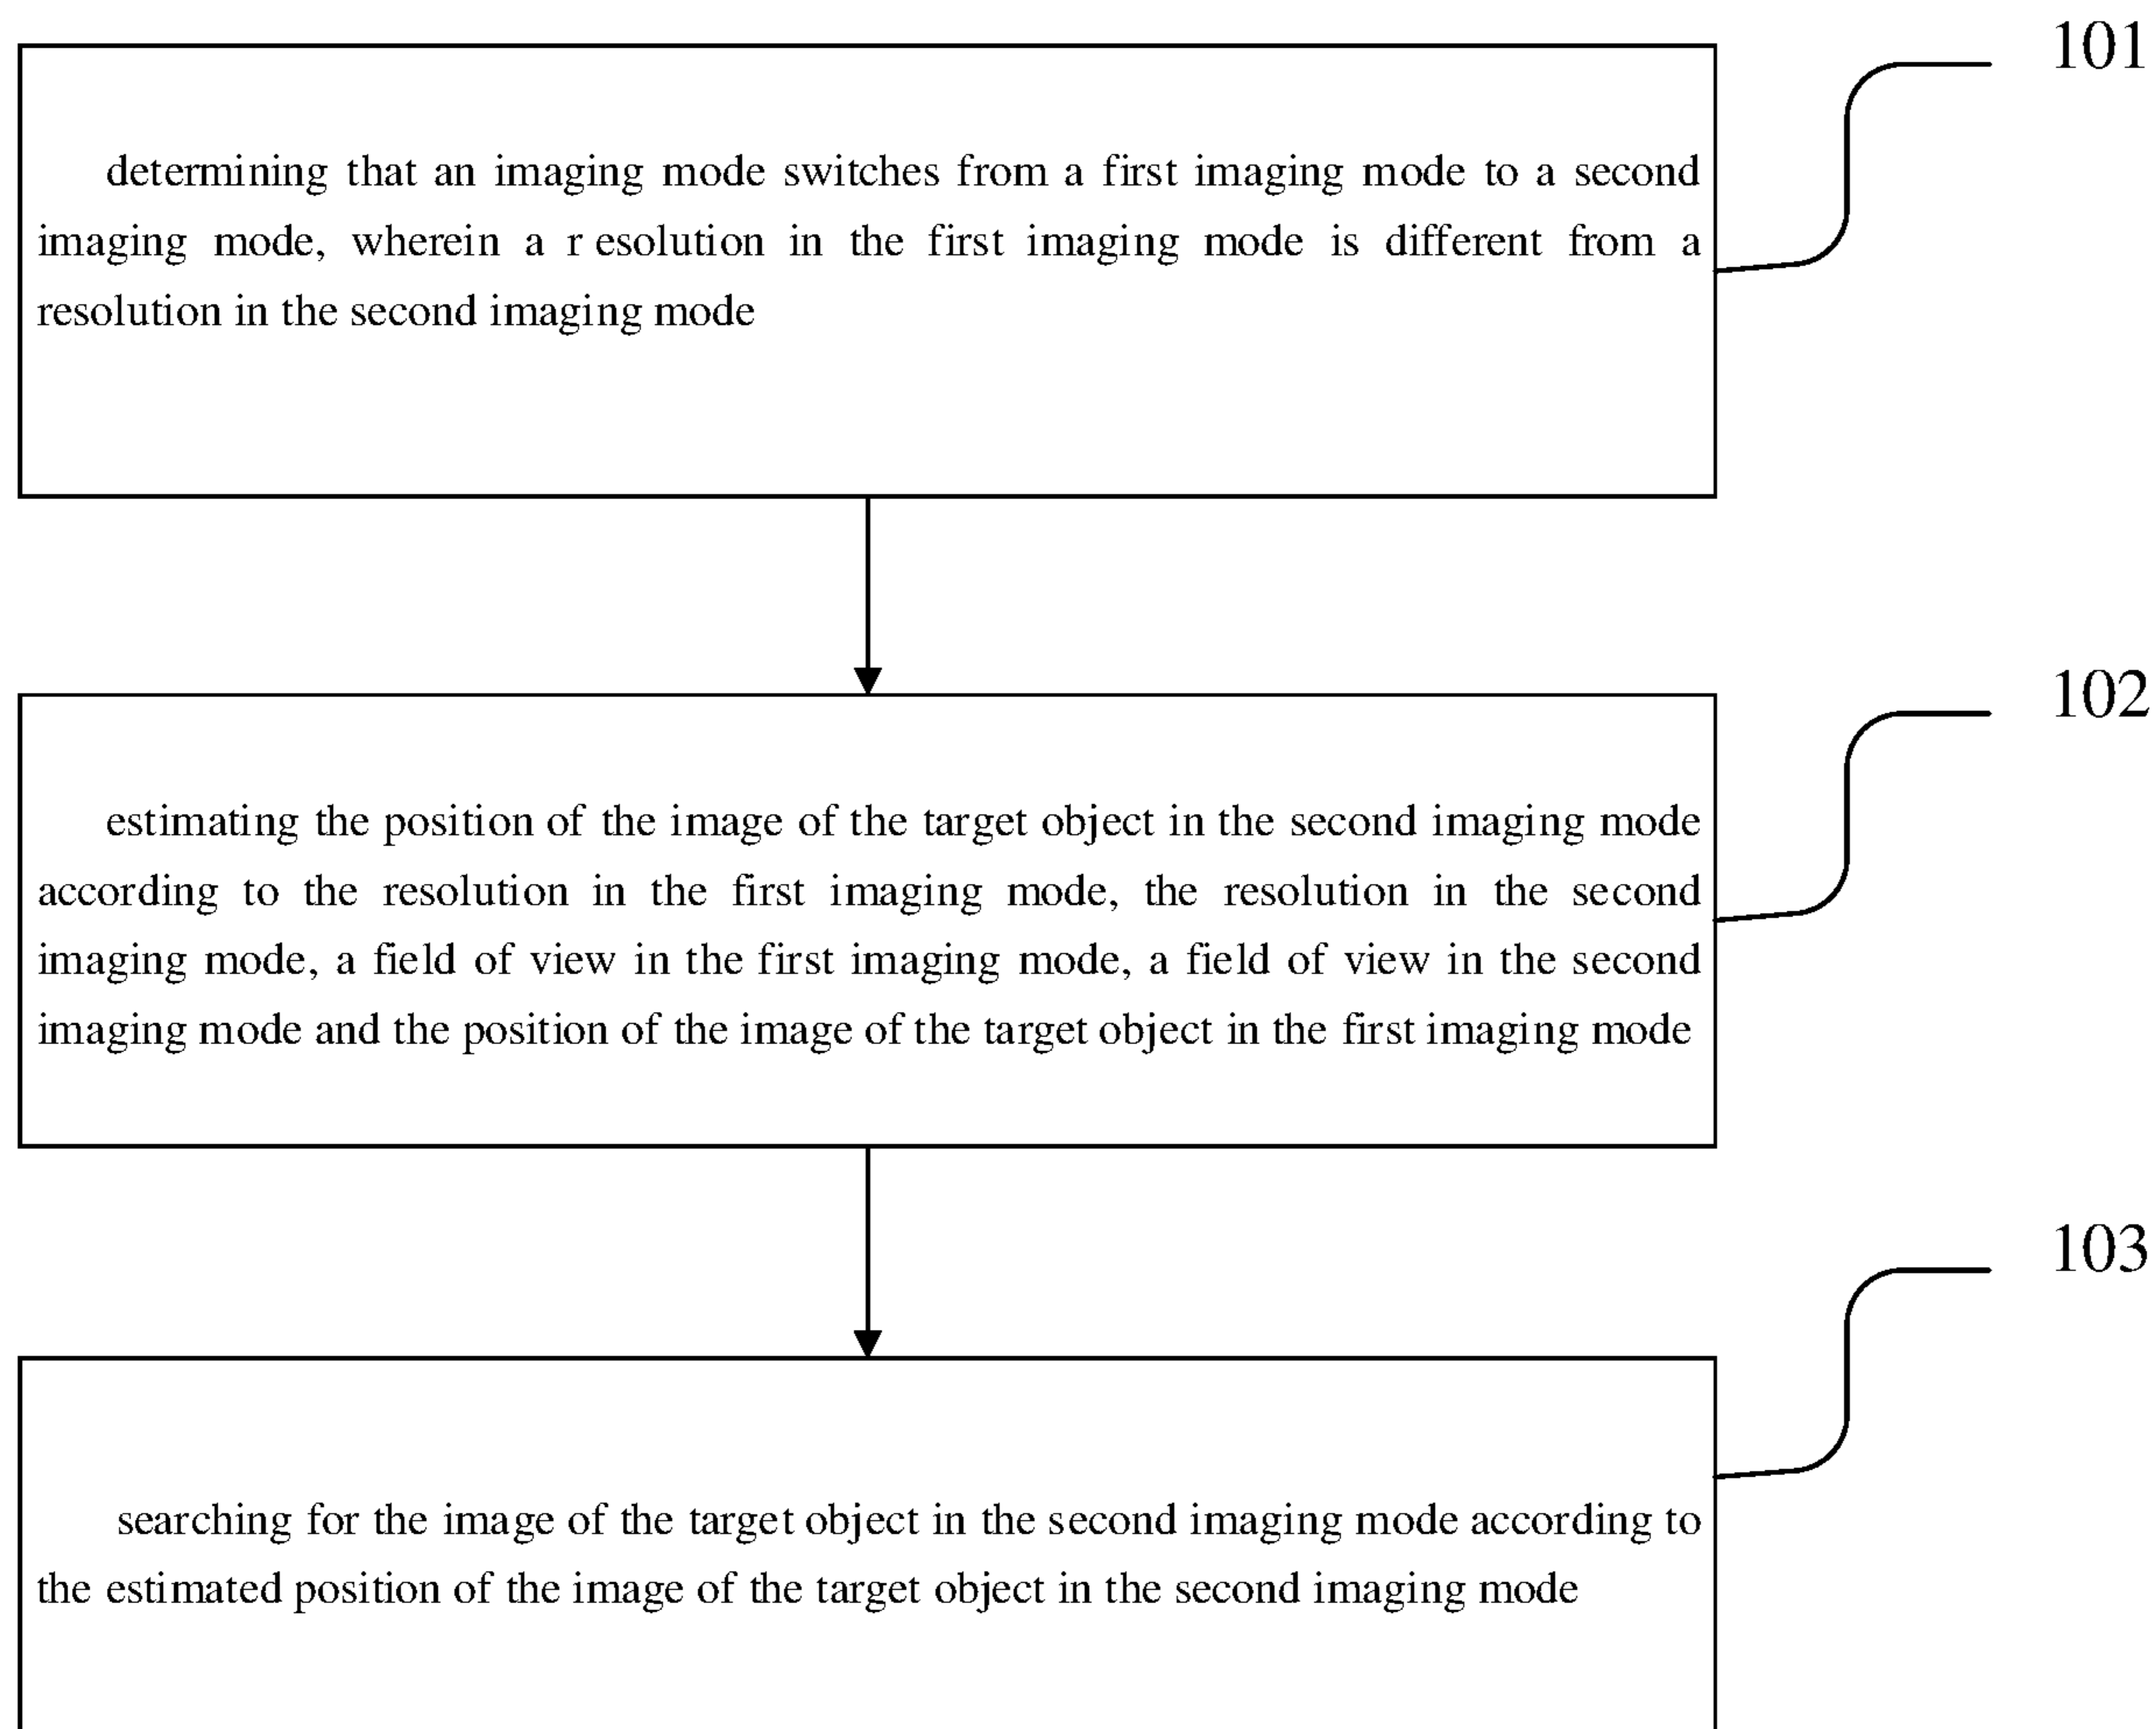 101
determining that an imaging mode switches from a first imaging mode to a second
imaging mode, wherein a r esolution in the first imaging mode is different from a
resolution in the second imaging mode
102
estimating the position of the image of the target object in the second imaging mode
according to the resolution in the first imaging mode, the resolution in the second
imaging mode, a field of view in the first imaging mode, a field of view in the second
imaging mode and the position of the image of the target object in the first imaging mode
103
searching for the image of the target object in the second imaging mode according to
the estimated position of the image of the target object in the second imaging mode